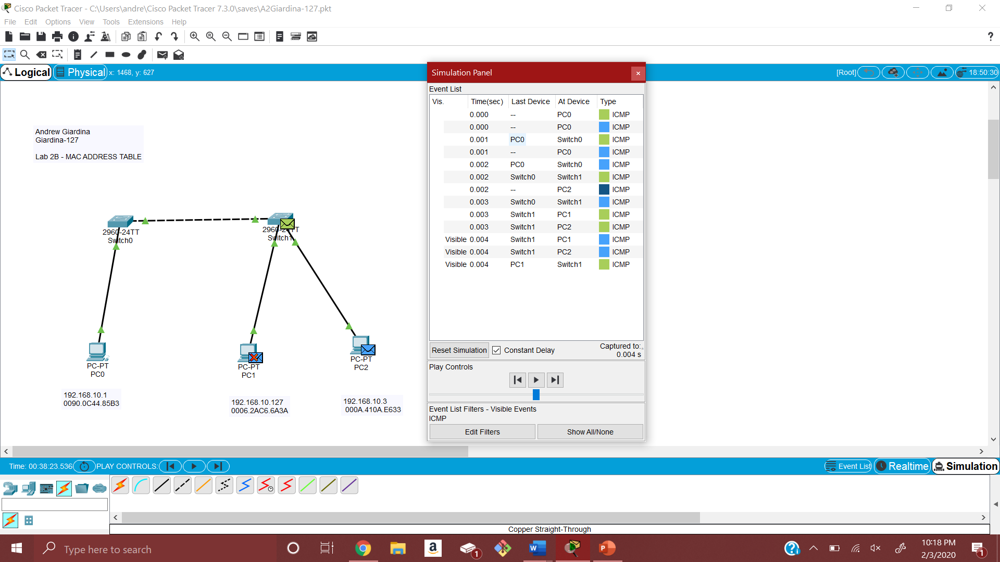 Cisco Packet Tracer - C:\Users\andre\Cisco Packet Tracer 7.3.0\saves\A2Giardina-127.pkt
File Edit Options View Tools Extensions Help
?
Logical Physical x: 1468, y: 627 [Root] 18:50:30
Andrew Giardina
Giardina-127
Lab 2B - MAC ADDRESS TABLE
2960-24TT
Switch0
2960-24TT
Switch1
PC-PT
PC0
PC-PT
PC1
PC-PT
PC2
192.168.10.1
0090.0C44.85B3
192.168.10.127
0006.2AC6.6A3A
192.168.10.3
000A.410A.E633
Simulation Panel
Event List
Vis. Time(sec) Last Device At Device Type
0.000 -- PC0 ICMP
0.000 -- PC0 ICMP
0.001 PC0 Switch0 ICMP
0.001 -- PC0 ICMP
0.002 PC0 Switch0 ICMP
0.002 Switch0 Switch1 ICMP
0.002 -- PC2 ICMP
0.003 Switch0 Switch1 ICMP
0.003 Switch1 PC1 ICMP
0.003 Switch1 PC2 ICMP
Visible 0.004 Switch1 PC1 ICMP
Visible 0.004 Switch1 PC2 ICMP
Visible 0.004 PC1 Switch1 ICMP
Reset Simulation Constant Delay Captured to:
0.004 s
Play Controls
Event List Filters - Visible Events
ICMP
Edit Filters Show All/None
Time: 00:38:23.536 PLAY CONTROLS: Event List Realtime Simulation
Copper Straight-Through
Type here to search
a
1
W
P
10:18 PM
2/3/2020
1